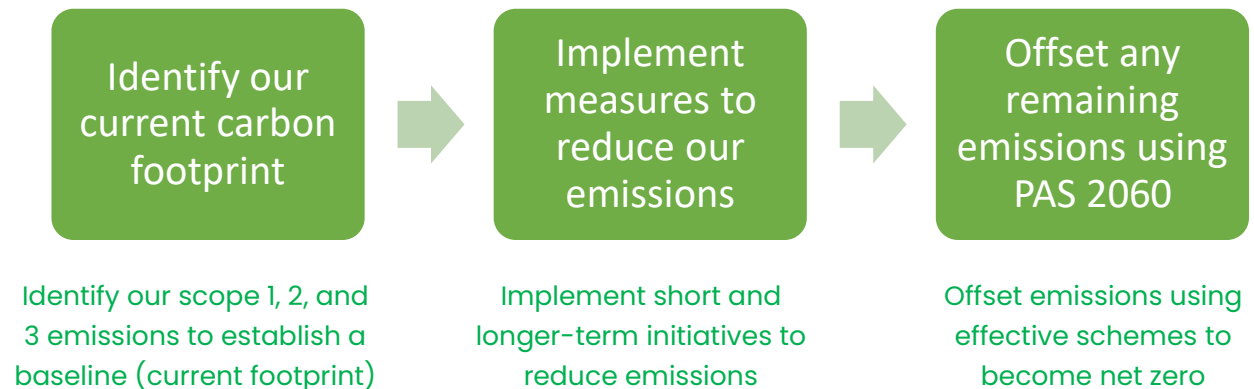 Identify our
current carbon
footprint
Implement
measures to
reduce our
emissions
Offset any
remaining
emissions using
PAS 2060
Identify our scope 1, 2, and
3 emissions to establish a
baseline (current footprint)
Implement short and
longer-term initiatives to
reduce emissions
Offset emissions using
effective schemes to
become net zero